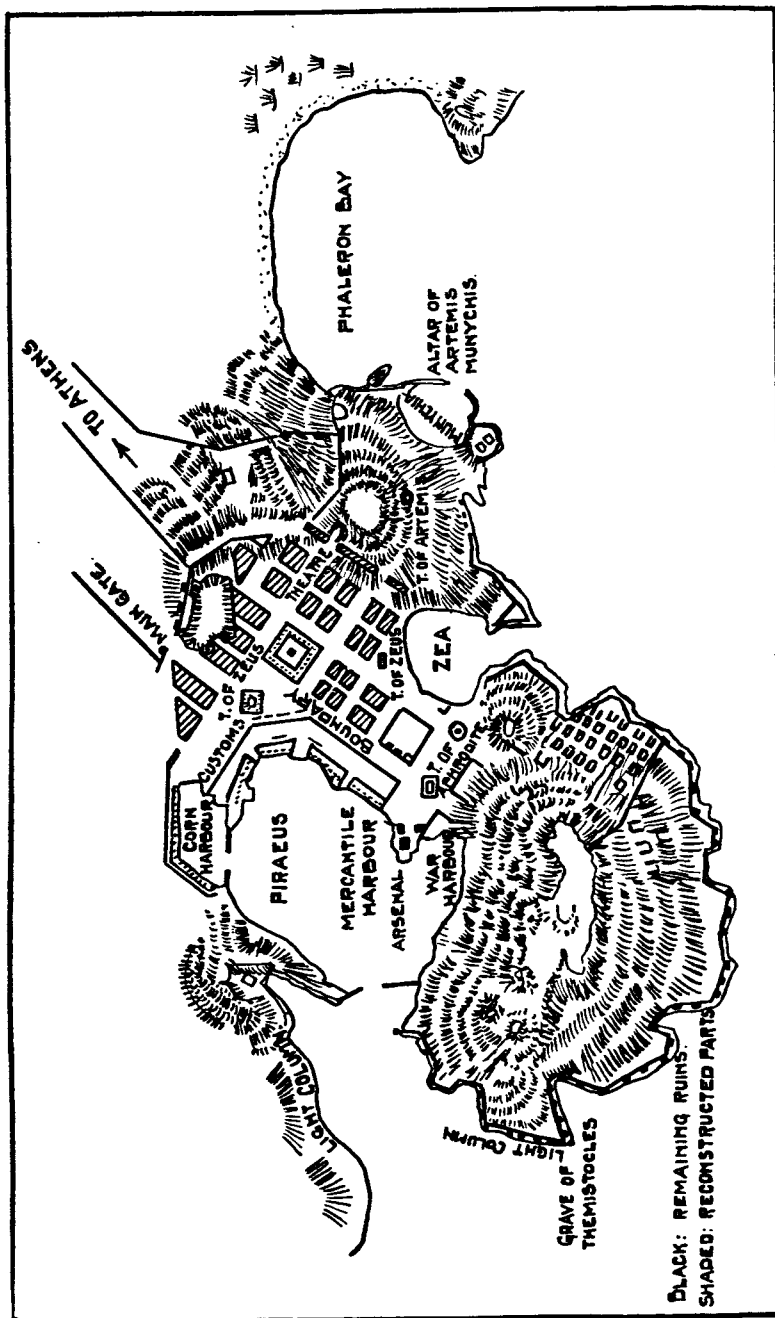 TO ATHENS
MAIN GATE
PHALERON BAY
ALTAR OF
ARTEMIS
MUNYCHIS.
MUNYCHIA
T. OF ARTEMIS
THEATRE
T. OF ZEUS
ZEA
T. OF ZEUS
BOUNDARY
CUSTOMS
CORN
HARBOUR
PIRAEUS
MERCANTILE
HARBOUR
ARSENAL
WAR
HARBOUR
T. OF
APHRODITE
LIGHT COLUMN
LIGHT COLUMN
GRAVE OF
THEMISTOCLES
BLACK: REMAINING RUINS.
SHADED: RECONSTRUCTED PARTS